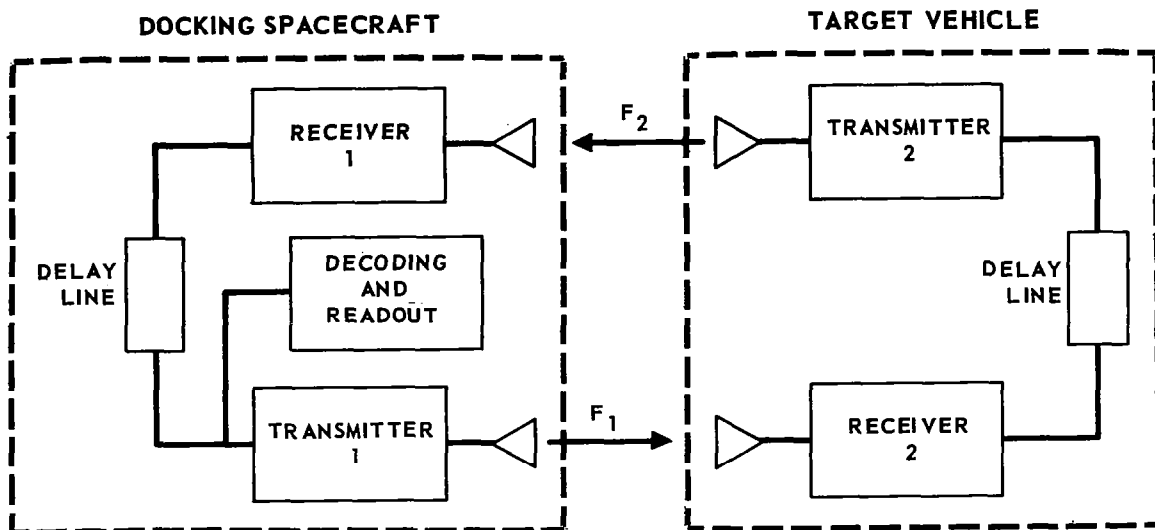 DOCKING SPACECRAFT
TARGET VEHICLE
RECEIVER
1
F2
TRANSMITTER
2
DELAY
LINE
DECODING
AND
READOUT
DELAY
LINE
TRANSMITTER
1
F1
RECEIVER
2